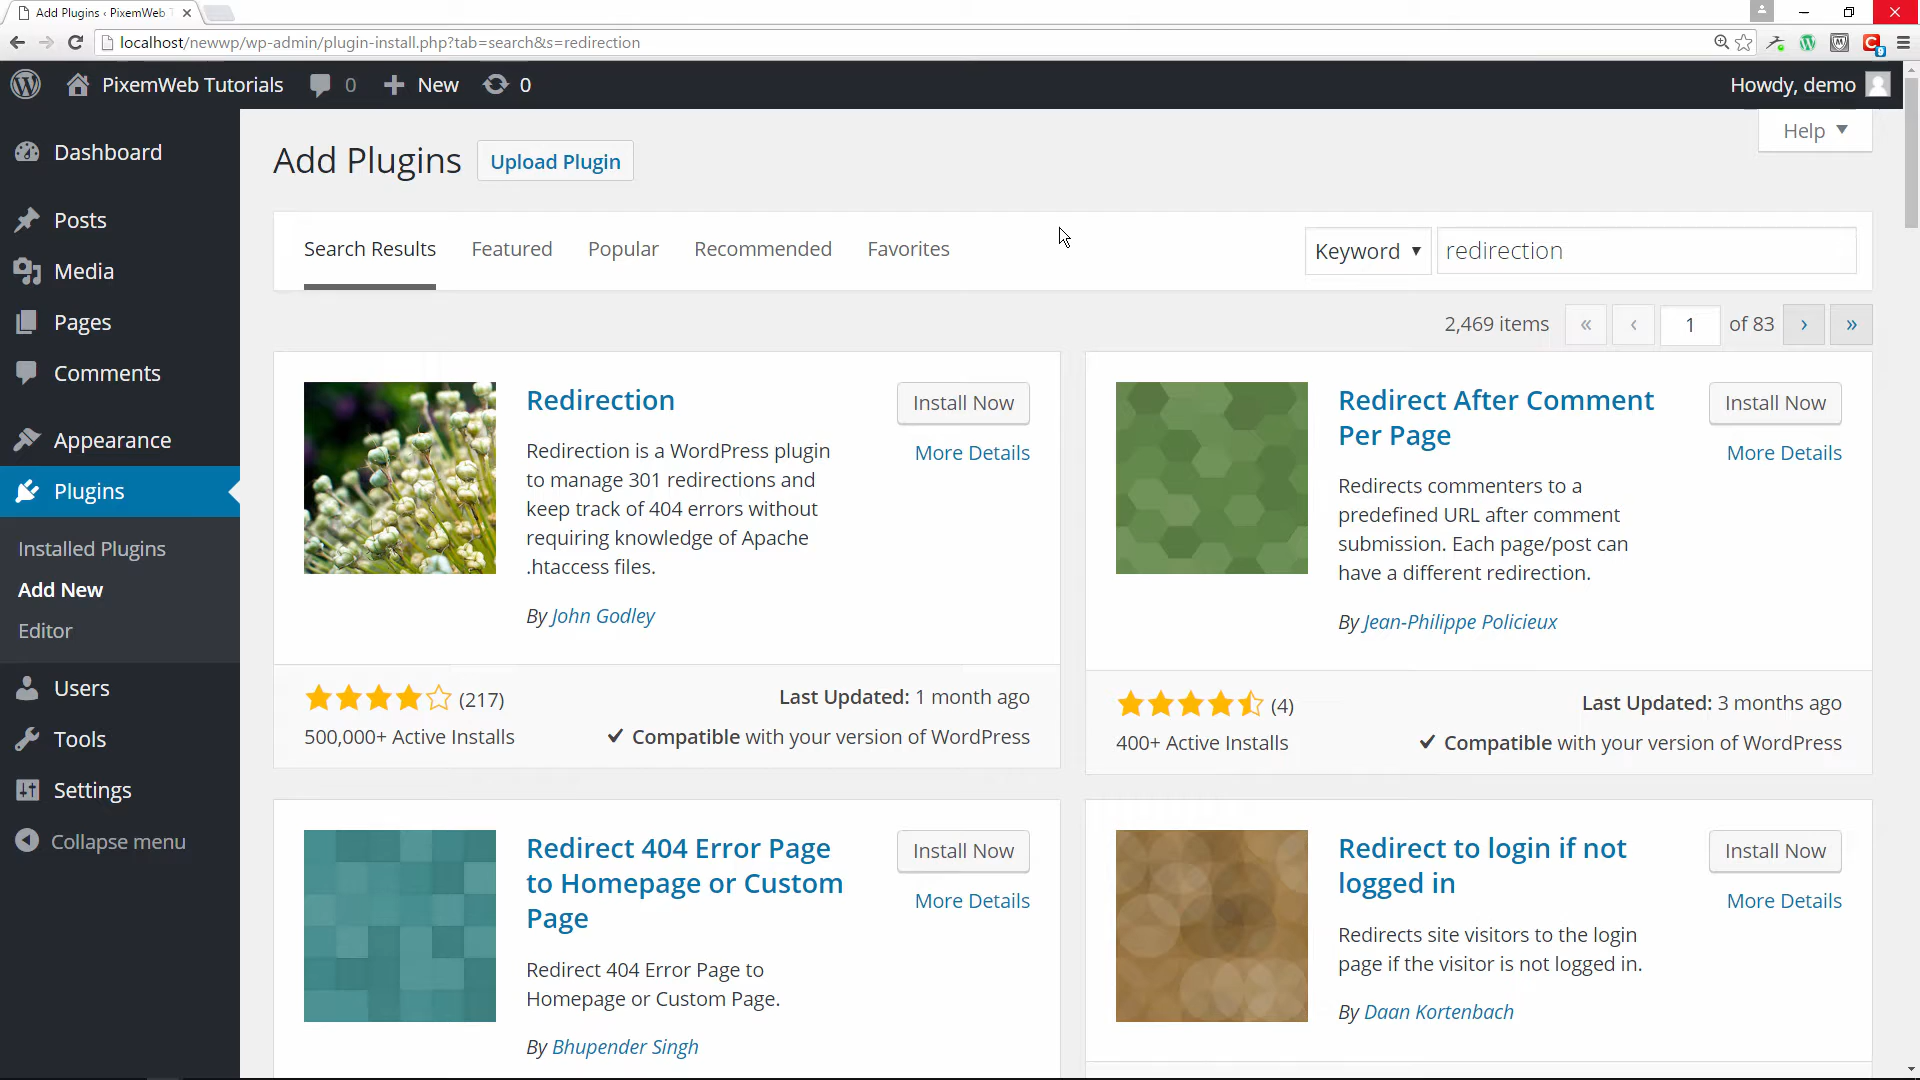 Add Plugins ‹ PixemWeb T
localhost/newwp/wp-admin/plugin-install.php?tab=search&s=redirection
9
PixemWeb Tutorials 0 New 0 Howdy, demo
Help
Dashboard
Posts
Media
Pages
Comments
Appearance
Plugins
Installed Plugins
Add New
Editor
Users
Tools
Settings
Collapse menu
Add Plugins Upload Plugin
Search Results Featured Popular Recommended Favorites Keyword redirection
2,469 items « ‹ 1 of 83 › »
Redirection
Install Now
More Details
Redirection is a WordPress plugin
to manage 301 redirections and
keep track of 404 errors without
requiring knowledge of Apache
.htaccess files.
By John Godley
(217) Last Updated: 1 month ago
500,000+ Active Installs Compatible with your version of WordPress
Redirect After Comment
Per Page
Install Now
More Details
Redirects commenters to a
predefined URL after comment
submission. Each page/post can
have a different redirection.
By Jean-Philippe Policieux
(4) Last Updated: 3 months ago
400+ Active Installs Compatible with your version of WordPress
Redirect 404 Error Page
to Homepage or Custom
Page
Install Now
More Details
Redirect 404 Error Page to
Homepage or Custom Page.
By Bhupender Singh
Redirect to login if not
logged in
Install Now
More Details
Redirects site visitors to the login
page if the visitor is not logged in.
By Daan Kortenbach